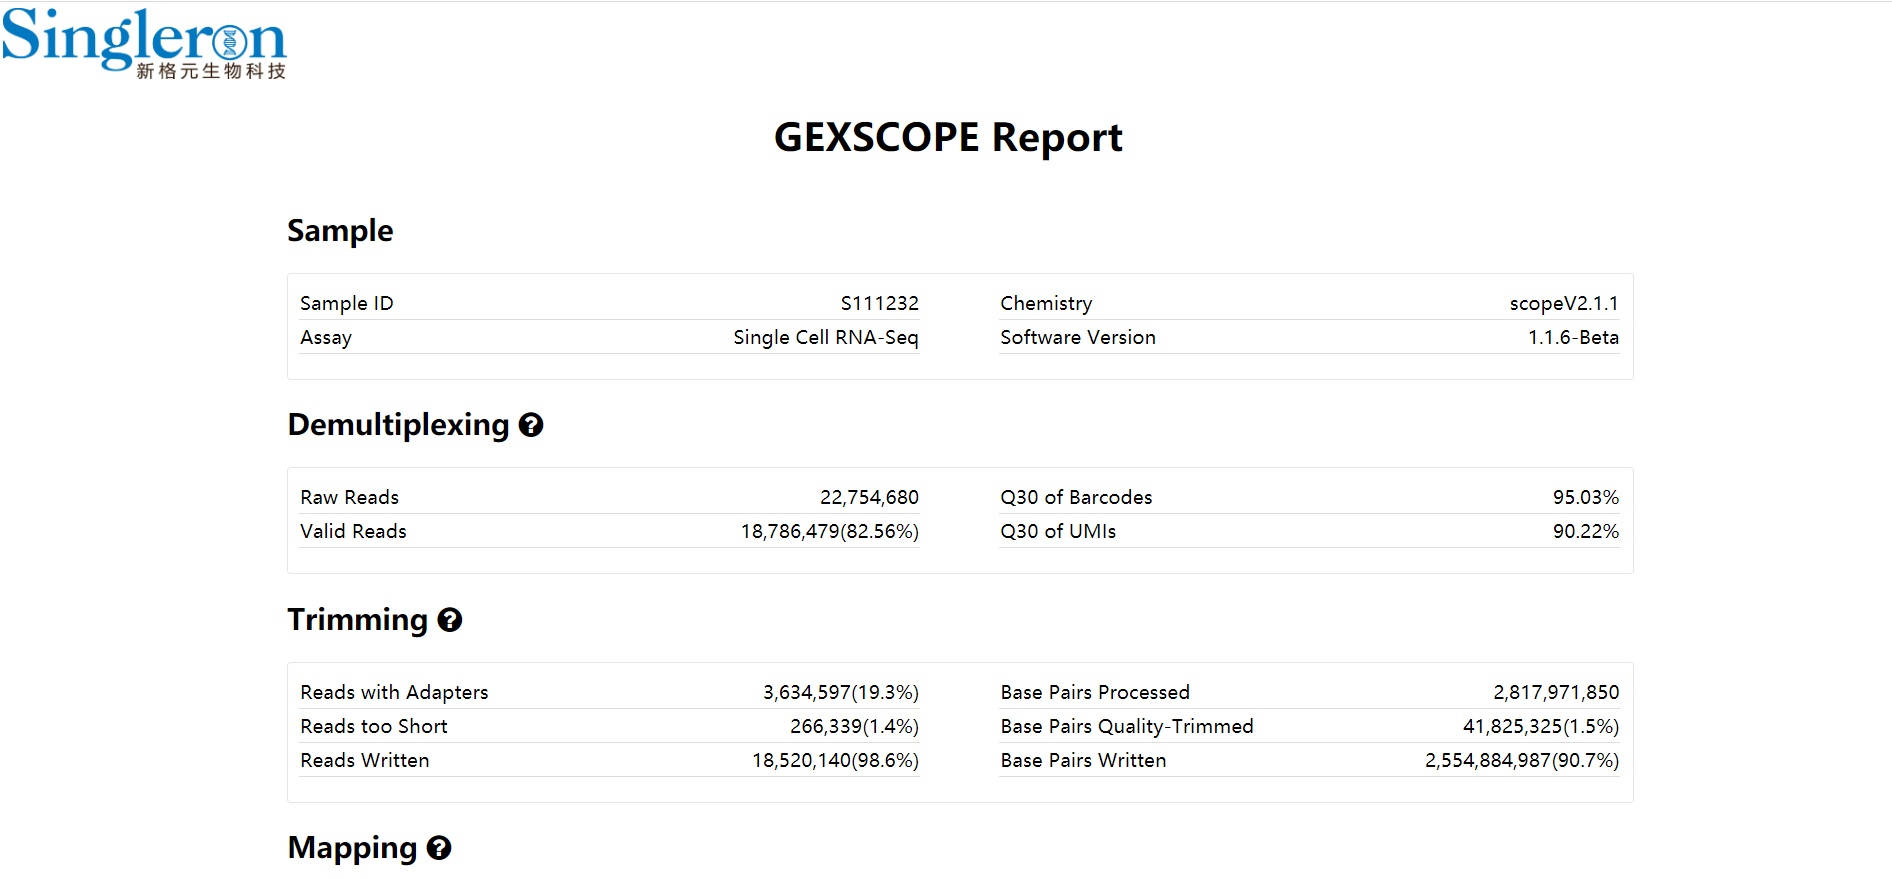 Singleron
新格元生物科技
GEXSCOPE Report
Sample
Sample ID S111232 Chemistry scopeV2.1.1
Assay Single Cell RNA-Seq Software Version 1.1.6-Beta
Demultiplexing ?
Raw Reads 22,754,680 Q30 of Barcodes 95.03%
Valid Reads 18,786,479(82.56%) Q30 of UMIs 90.22%
Trimming ?
Reads with Adapters 3,634,597(19.3%) Base Pairs Processed 2,817,971,850
Reads too Short 266,339(1.4%) Base Pairs Quality-Trimmed 41,825,325(1.5%)
Reads Written 18,520,140(98.6%) Base Pairs Written 2,554,884,987(90.7%)
Mapping ?